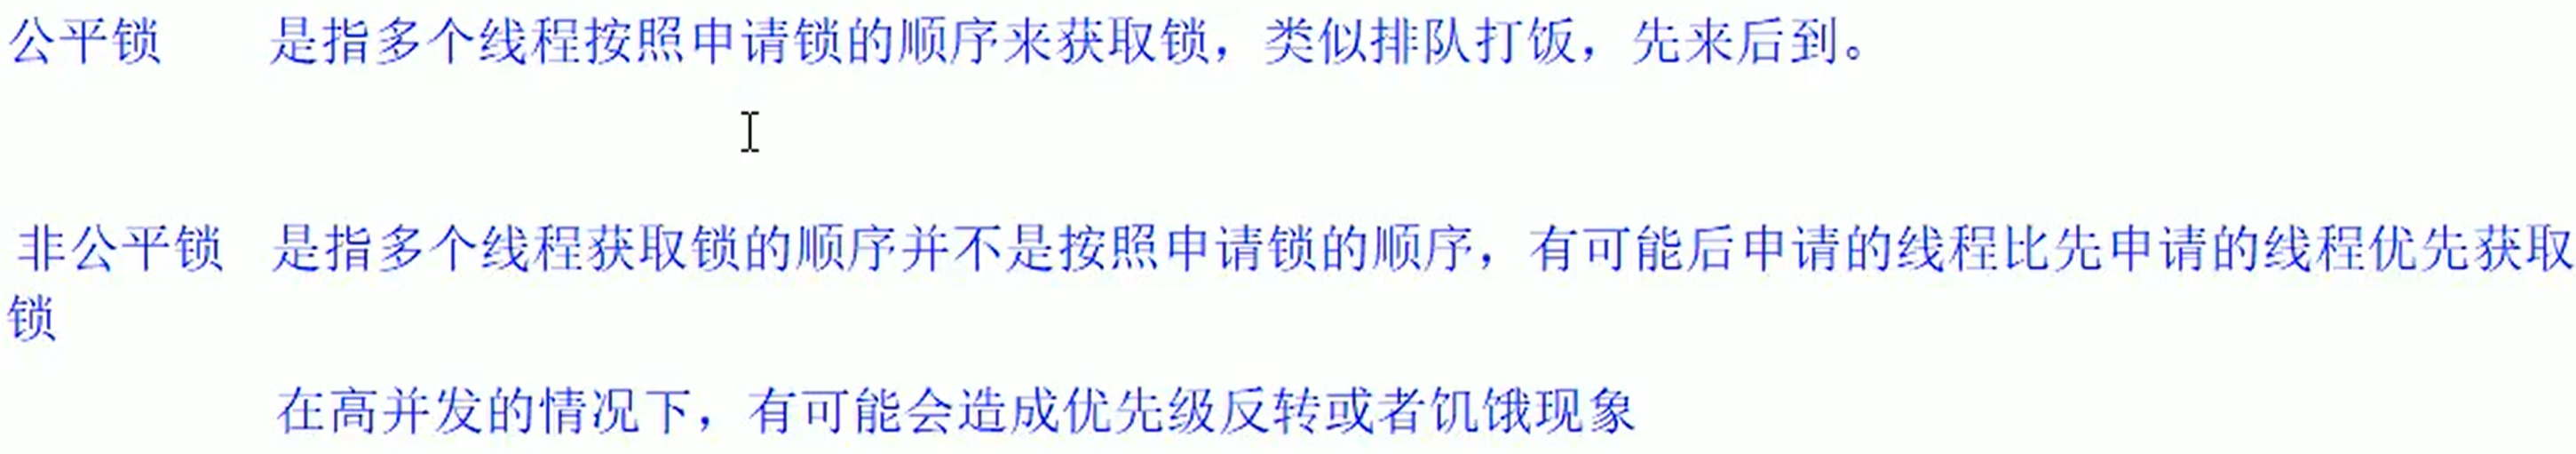 公平锁 是指多个线程按照申请锁的顺序来获取锁，类似排队打饭，先来后到。
非公平锁 是指多个线程获取锁的顺序并不是按照申请锁的顺序，有可能后申请的线程比先申请的线程优先获取
锁
在高并发的情况下，有可能会造成优先级反转或者饥饿现象